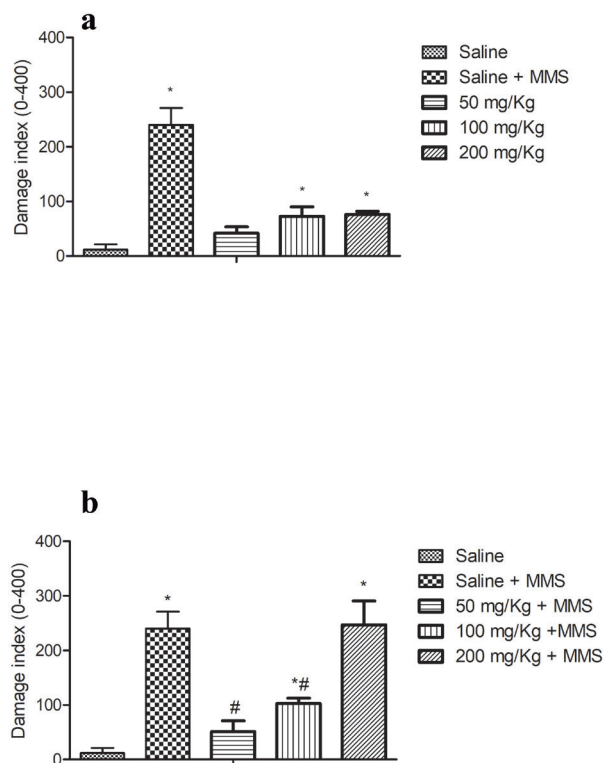 a
Damage index (0-400)
400
300
200
100
0
*
*
*
Saline
Saline + MMS
50 mg/Kg
100 mg/Kg
200 mg/Kg
b
Damage index (0-400)
400
300
200
100
0
*
#
*#
*
Saline
Saline + MMS
50 mg/Kg + MMS
100 mg/Kg +MMS
200 mg/Kg + MMS